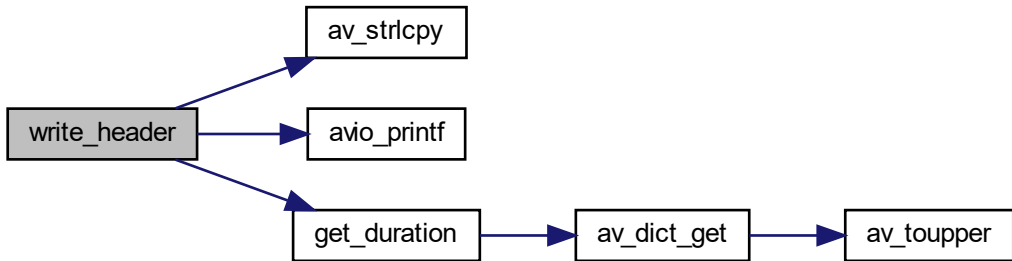 av_strlcpy
write_header
avio_printf
get_duration
av_dict_get
av_toupper